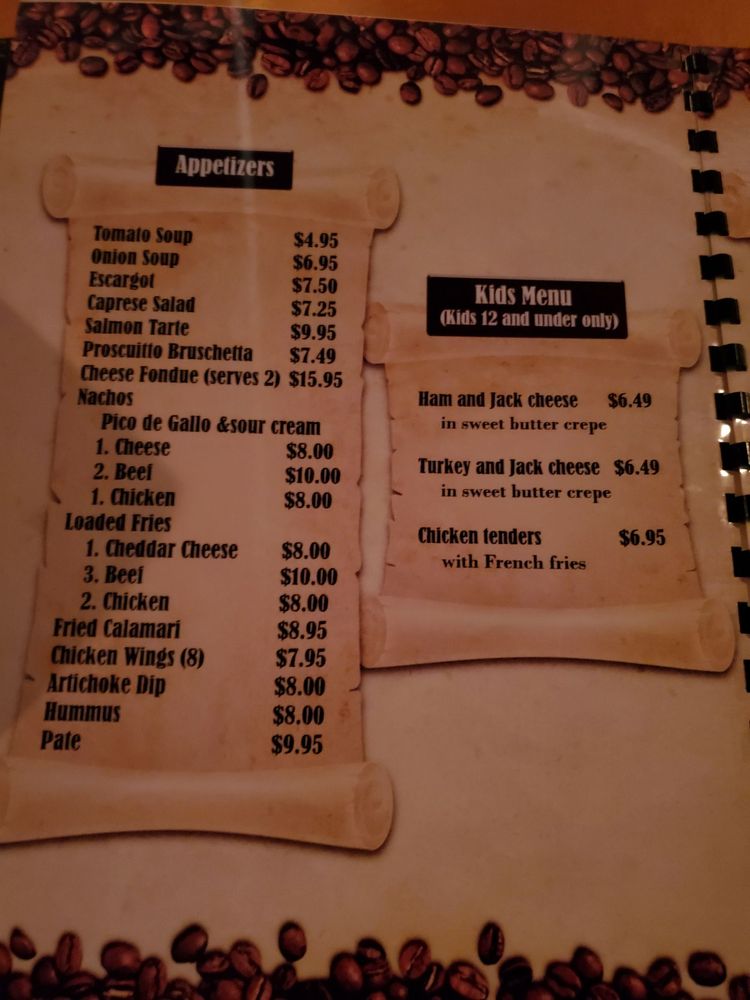 Appetizers
Tomato Soup $4.95
Onion Soup $6.95
Escargot $7.50
Caprese Salad $7.25
Salmon Tarte $9.95
Proscuitto Bruschetta $7.49
Cheese Fondue (serves 2) $15.95
Nachos
Pico de Gallo &sour cream
1. Cheese $8.00
2. Beef $10.00
1. Chicken $8.00
Loaded Fries
1. Cheddar Cheese $8.00
3. Beef $10.00
2. Chicken $8.00
Fried Calamari $8.95
Chicken Wings (8) $7.95
Artichoke Dip $8.00
Hummus $8.00
Pate $9.95
Kids Menu
(Kids 12 and under only)
Ham and Jack cheese $6.49
in sweet butter crepe
Turkey and Jack cheese $6.49
in sweet butter crepe
Chicken tenders $6.95
with French fries